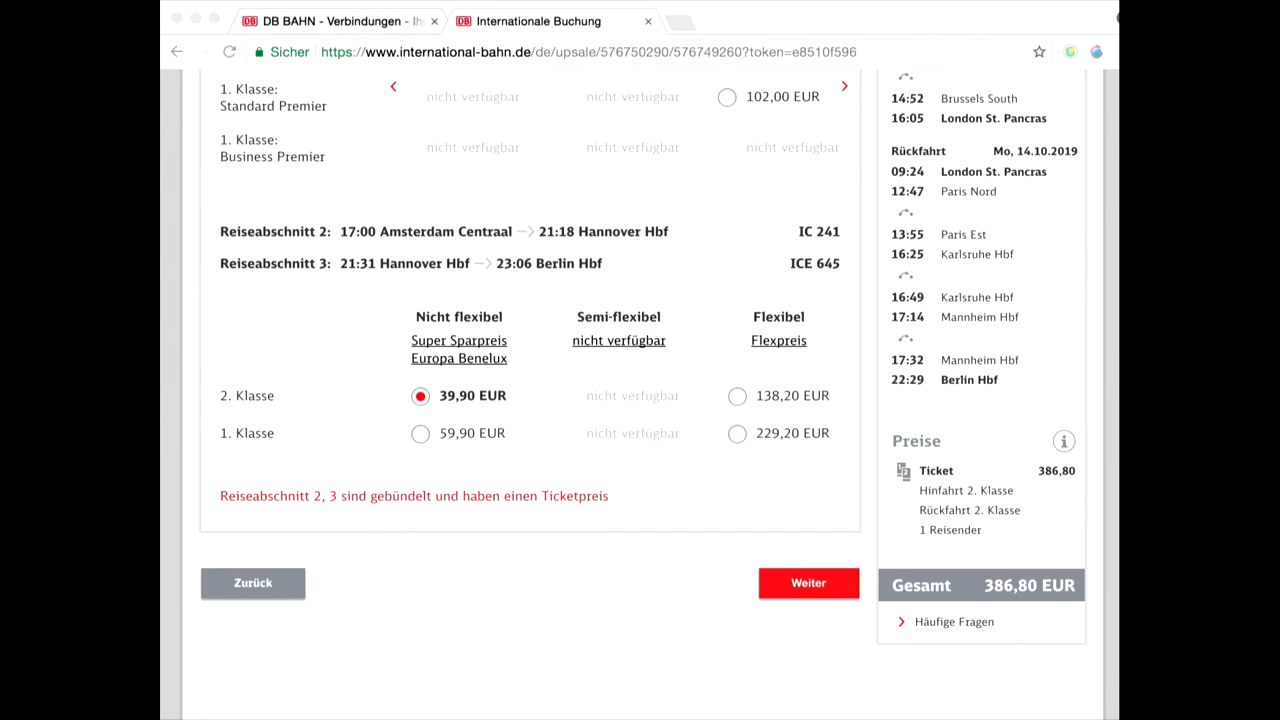 DB BAHN - Verbindungen - Ih
Internationale Buchung
Sicher
https://www.international-bahn.de/de/upsale/576750290/576749260?token=e8510f596
1. Klasse:
Standard Premier
nicht verfügbar
nicht verfügbar
102,00 EUR
1. Klasse:
Business Premier
nicht verfügbar
nicht verfügbar
nicht verfügbar
Reiseabschnitt 2: 17:00 Amsterdam Centraal 21:18 Hannover Hbf IC 241
Reiseabschnitt 3: 21:31 Hannover Hbf 23:06 Berlin Hbf ICE 645
Nicht flexibel Semi-flexibel Flexibel
Super Sparpreis
Europa Benelux
nicht verfügbar
Flexpreis
2. Klasse 39,90 EUR nicht verfügbar 138,20 EUR
1. Klasse 59,90 EUR nicht verfügbar 229,20 EUR
Reiseabschnitt 2, 3 sind gebündelt und haben einen Ticketpreis
Zurück
Weiter
14:52 Brussels South
16:05 London St. Pancras
Rückfahrt Mo, 14.10.2019
09:24 London St. Pancras
12:47 Paris Nord
13:55 Paris Est
16:25 Karlsruhe Hbf
16:49 Karlsruhe Hbf
17:14 Mannheim Hbf
17:32 Mannheim Hbf
22:29 Berlin Hbf
Preise
Ticket 386,80
Hinfahrt 2. Klasse
Rückfahrt 2. Klasse
1 Reisender
Gesamt 386,80 EUR
Häufige Fragen